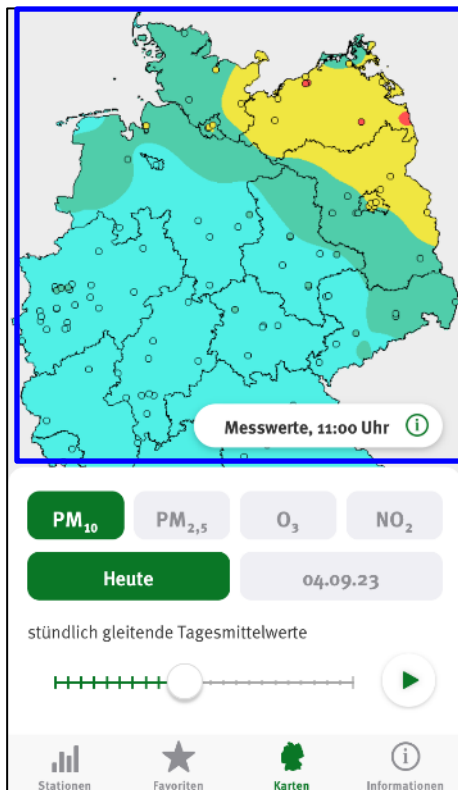 Messwerte, 11:00 Uhr
PM₁₀ PM₂,₅ O₃ NO₂
Heute 04.09.23
stündlich gleitende Tagesmittelwerte
Stationen Favoriten Karten Informationen